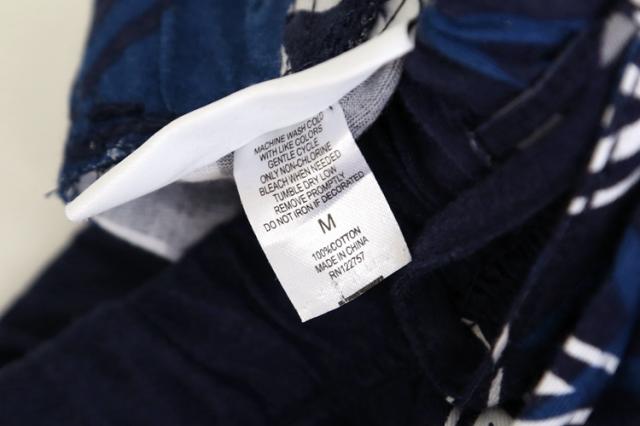 MACHINE WASH COLD
WITH LIKE COLORS
GENTLE CYCLE
ONLY NON-CHLORINE
BLEACH WHEN NEEDED
TUMBLE DRY LOW
REMOVE PROMPTLY
DO NOT IRON IF DECORATED
M
100%COTTON
MADE IN CHINA
RN122757